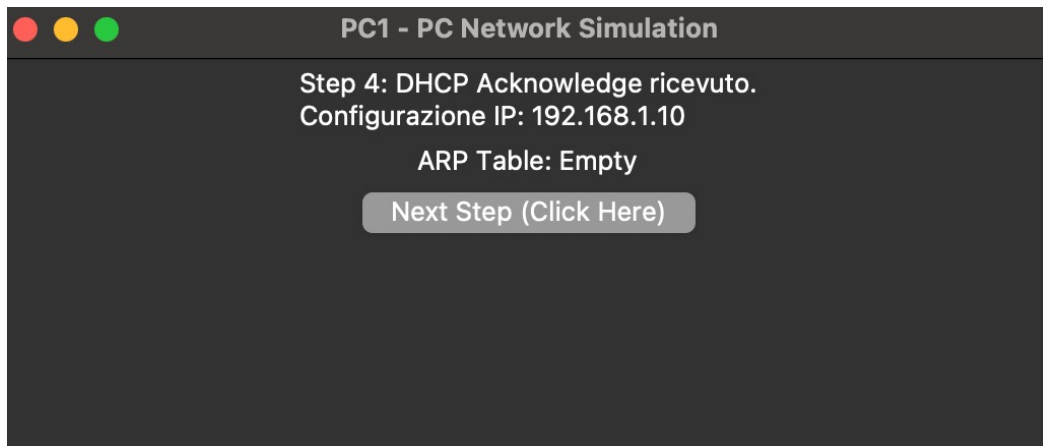 PC1 - PC Network Simulation
Step 4: DHCP Acknowledge ricevuto.
Configurazione IP: 192.168.1.10
ARP Table: Empty
Next Step (Click Here)